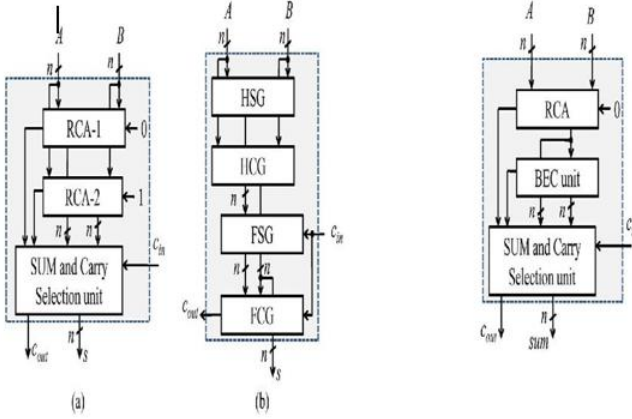 A B
n n
RCA-1 0
RCA-2 1
n n
c_in
SUM and Carry
Selection unit
n
c_out s
(a)
A B
n n
HSG
HCG
n
FSG c_in
n n
c_out FCG
n
s
(b)
A B
n n
RCA 0
BEC unit
n n
SUM and Carry
Selection unit
n
c_out sum